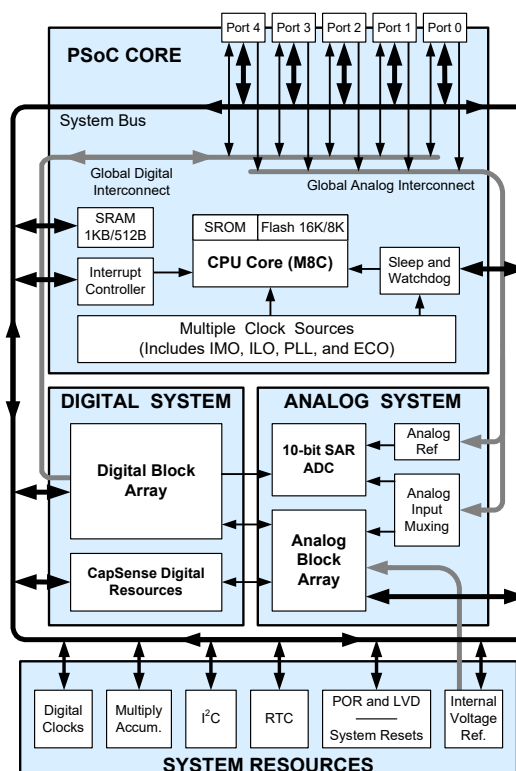 Port 4 Port 3 Port 2 Port 1 Port 0
PSoC CORE
System Bus
Global Digital
Interconnect
Global Analog Interconnect
SRAM
1KB/512B
SROM Flash 16K/8K
CPU Core (M8C)
Interrupt
Controller
Sleep and
Watchdog
Multiple Clock Sources
(Includes IMO, ILO, PLL, and ECO)
DIGITAL SYSTEM
Digital Block
Array
CapSense Digital
Resources
ANALOG SYSTEM
10-bit SAR
ADC
Analog
Ref
Analog
Input
Muxing
Analog
Block
Array
Digital
Clocks
Multiply
Accum.
I²C
RTC
POR and LVD
System Resets
Internal
Voltage
Ref.
SYSTEM RESOURCES